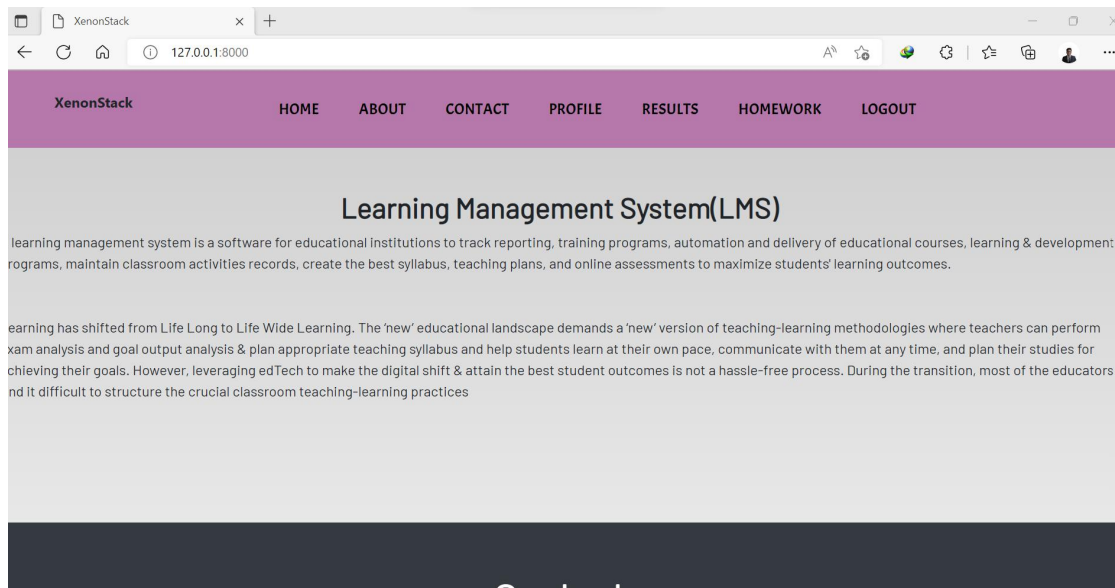 XenonStack
127.0.0.1:8000
XenonStack
HOME ABOUT CONTACT PROFILE RESULTS HOMEWORK LOGOUT
Learning Management System(LMS)
learning management system is a software for educational institutions to track reporting, training programs, automation and delivery of educational courses, learning & development
rograms, maintain classroom activities records, create the best syllabus, teaching plans, and online assessments to maximize students' learning outcomes.
earning has shifted from Life Long to Life Wide Learning. The 'new' educational landscape demands a 'new' version of teaching-learning methodologies where teachers can perform
xam analysis and goal output analysis & plan appropriate teaching syllabus and help students learn at their own pace, communicate with them at any time, and plan their studies for
chieving their goals. However, leveraging edTech to make the digital shift & attain the best student outcomes is not a hassle-free process. During the transition, most of the educators
nd it difficult to structure the crucial classroom teaching-learning practices